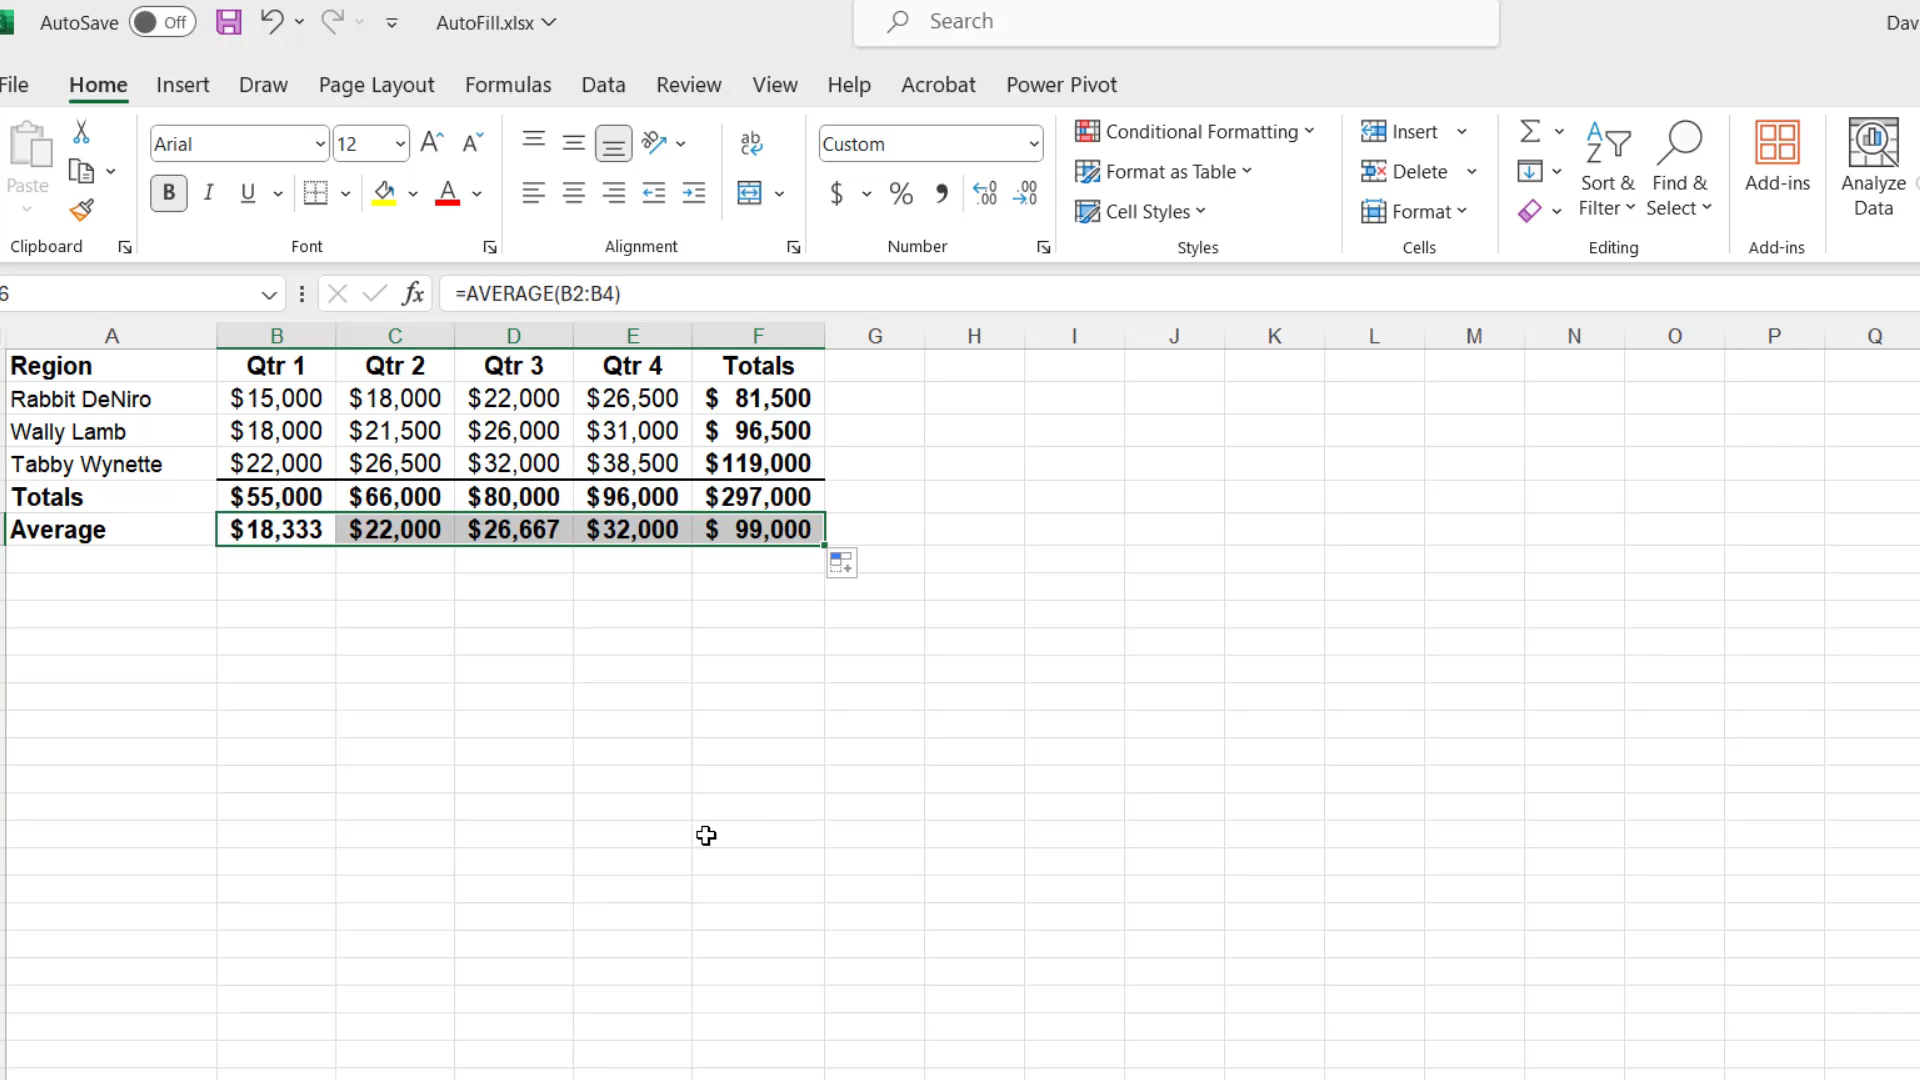 AutoSave Off AutoFill.xlsx Search Dav
File Home Insert Draw Page Layout Formulas Data Review View Help Acrobat Power Pivot
Paste
Clipboard
Arial 12
B I U A
Font
ab
Alignment
Custom
$ % , .00 .00
Number
Conditional Formatting
Format as Table
Cell Styles
Styles
Insert
Delete
Format
Cells
Sort & Filter
Find & Select
Editing
Add-ins
Add-ins
Analyze Data
6 fx =AVERAGE(B2:B4)
A B C D E F G H I J K L M N O P Q
Region Qtr 1 Qtr 2 Qtr 3 Qtr 4 Totals
Rabbit DeNiro $15,000 $18,000 $22,000 $26,500 $ 81,500
Wally Lamb $18,000 $21,500 $26,000 $31,000 $ 96,500
Tabby Wynette $22,000 $26,500 $32,000 $38,500 $119,000
Totals $55,000 $66,000 $80,000 $96,000 $297,000
Average $18,333 $22,000 $26,667 $32,000 $ 99,000